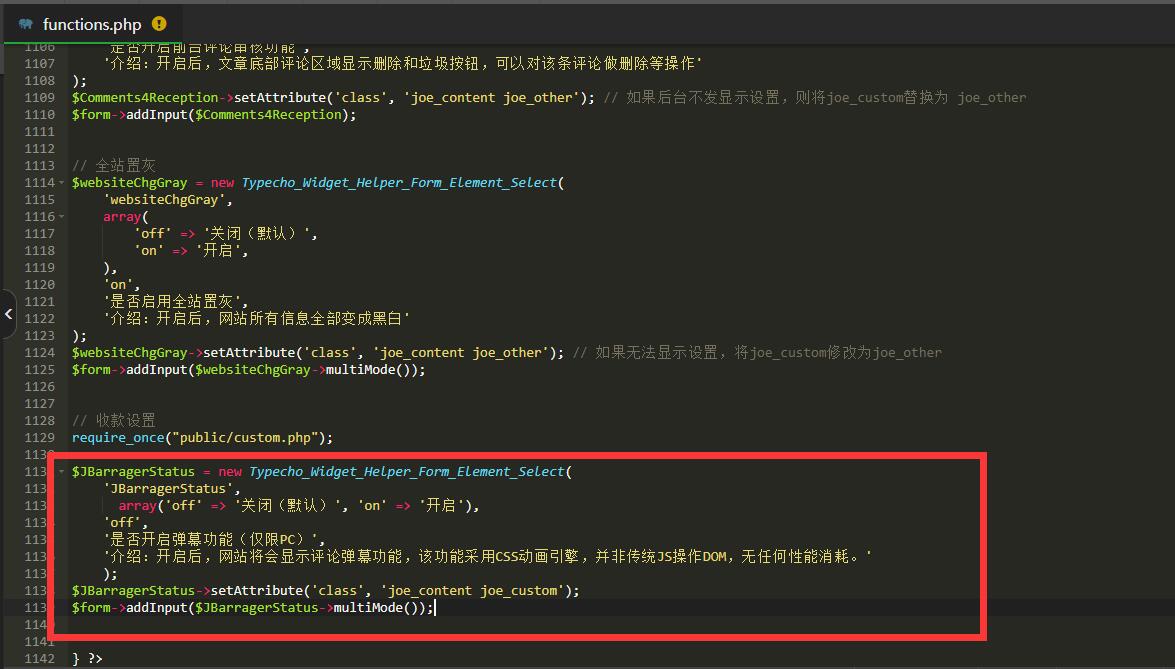 functions.php
1106 '是否开启前台评论审核功能',
1107 '介绍：开启后，文章底部评论区域显示删除和垃圾按钮，可以对该条评论做删除等操作'
1108 );
1109 $Comments4Reception->setAttribute('class', 'joe_content joe_other'); // 如果后台不发显示设置，则将joe_custom替换为 joe_other
1110 $form->addInput($Comments4Reception);
1111
1112
1113 // 全站置灰
1114 $websiteChgGray = new Typecho_Widget_Helper_Form_Element_Select(
1115 'websiteChgGray',
1116 array(
1117 'off' => '关闭（默认）',
1118 'on' => '开启',
1119 ),
1120 'on',
1121 '是否启用全站置灰',
1122 '介绍：开启后，网站所有信息全部变成黑白'
1123 );
1124 $websiteChgGray->setAttribute('class', 'joe_content joe_other'); // 如果无法显示设置，将joe_custom修改为joe_other
1125 $form->addInput($websiteChgGray->multiMode());
1126
1127
1128 // 收款设置
1129 require_once("public/custom.php");
1130
113 $JBarragerStatus = new Typecho_Widget_Helper_Form_Element_Select(
113 'JBarragerStatus',
113 array('off' => '关闭（默认）', 'on' => '开启'),
113 'off',
113 '是否开启弹幕功能（仅限PC）',
113 '介绍：开启后，网站将会显示评论弹幕功能，该功能采用CSS动画引擎，并非传统JS操作DOM，无任何性能消耗。'
113 );
113 $JBarragerStatus->setAttribute('class', 'joe_content joe_custom');
113 $form->addInput($JBarragerStatus->multiMode());
1140
1141
1142 } ?>